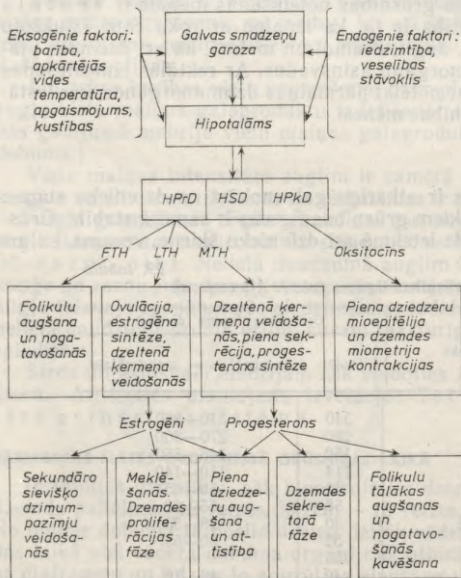 Eksogēnie faktori:
barība,
apkārtējās
vides
temperatūra,
apgaismojums,
kustības
Galvas smadzeņu
garoza
Endogēnie faktori:
iedzimtība,
veselības
stāvoklis
Hipotalāms
HPrD HSD HPkD
FTH LTH MTH Oksitocīns
Folikulu
augšana
un noga-
tavošanās
Ovulācija,
estrogēna
sintēze,
dzeltenā
ķermeņa
veidošanās
Dzeltenā ķer-
meņa veidoša-
nās, piena sek-
rēcija, proges-
terona sintēze
Piena dziedzeru
mioepitēlija
un dzemdes
miometrija
kontrakcijas
Estrogēni Progesterons
Sekundāro
sievišķo
dzimum-
pazīmju
veidoša-
nās
Meklē-
šanās.
Dzemdes
prolife-
rācijas
fāze
Piena
dziedze-
ru aug-
šana
un at-
tīstība
Dzemdes
sekre-
torā
fāze
Folikulu
tālākas
augšanas
un
nogatavo-
šanās
kavēšana